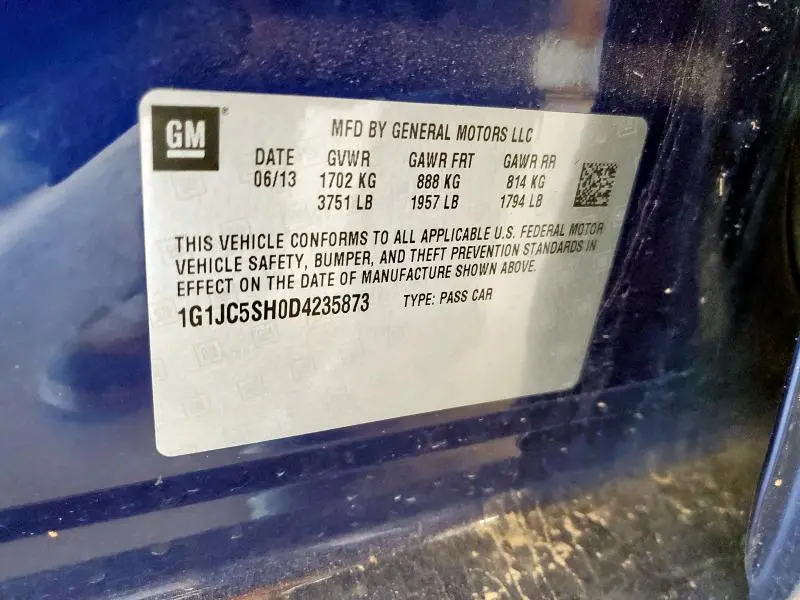 GM®
MFD BY GENERAL MOTORS LLC
DATE GVWR GAWR FRT GAWR RR
06/13 1702 KG 888 KG 814 KG
3751 LB 1957 LB 1794 LB
THIS VEHICLE CONFORMS TO ALL APPLICABLE U.S. FEDERAL MOTOR
VEHICLE SAFETY, BUMPER, AND THEFT PREVENTION STANDARDS IN
EFFECT ON THE DATE OF MANUFACTURE SHOWN ABOVE.
1G1JC5SH0D4235873 TYPE: PASS CAR